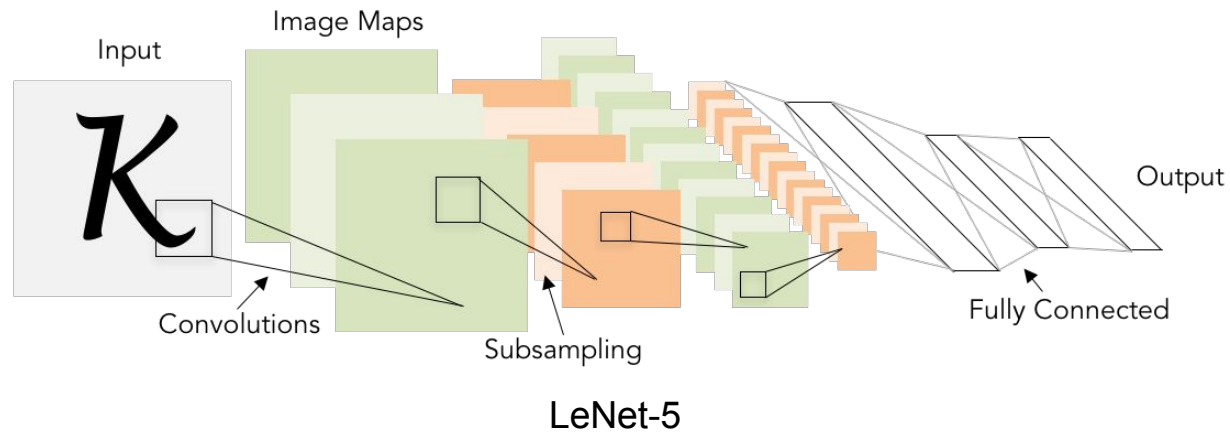 Image Maps
Input
K
Output
Convolutions
Fully Connected
Subsampling
LeNet-5